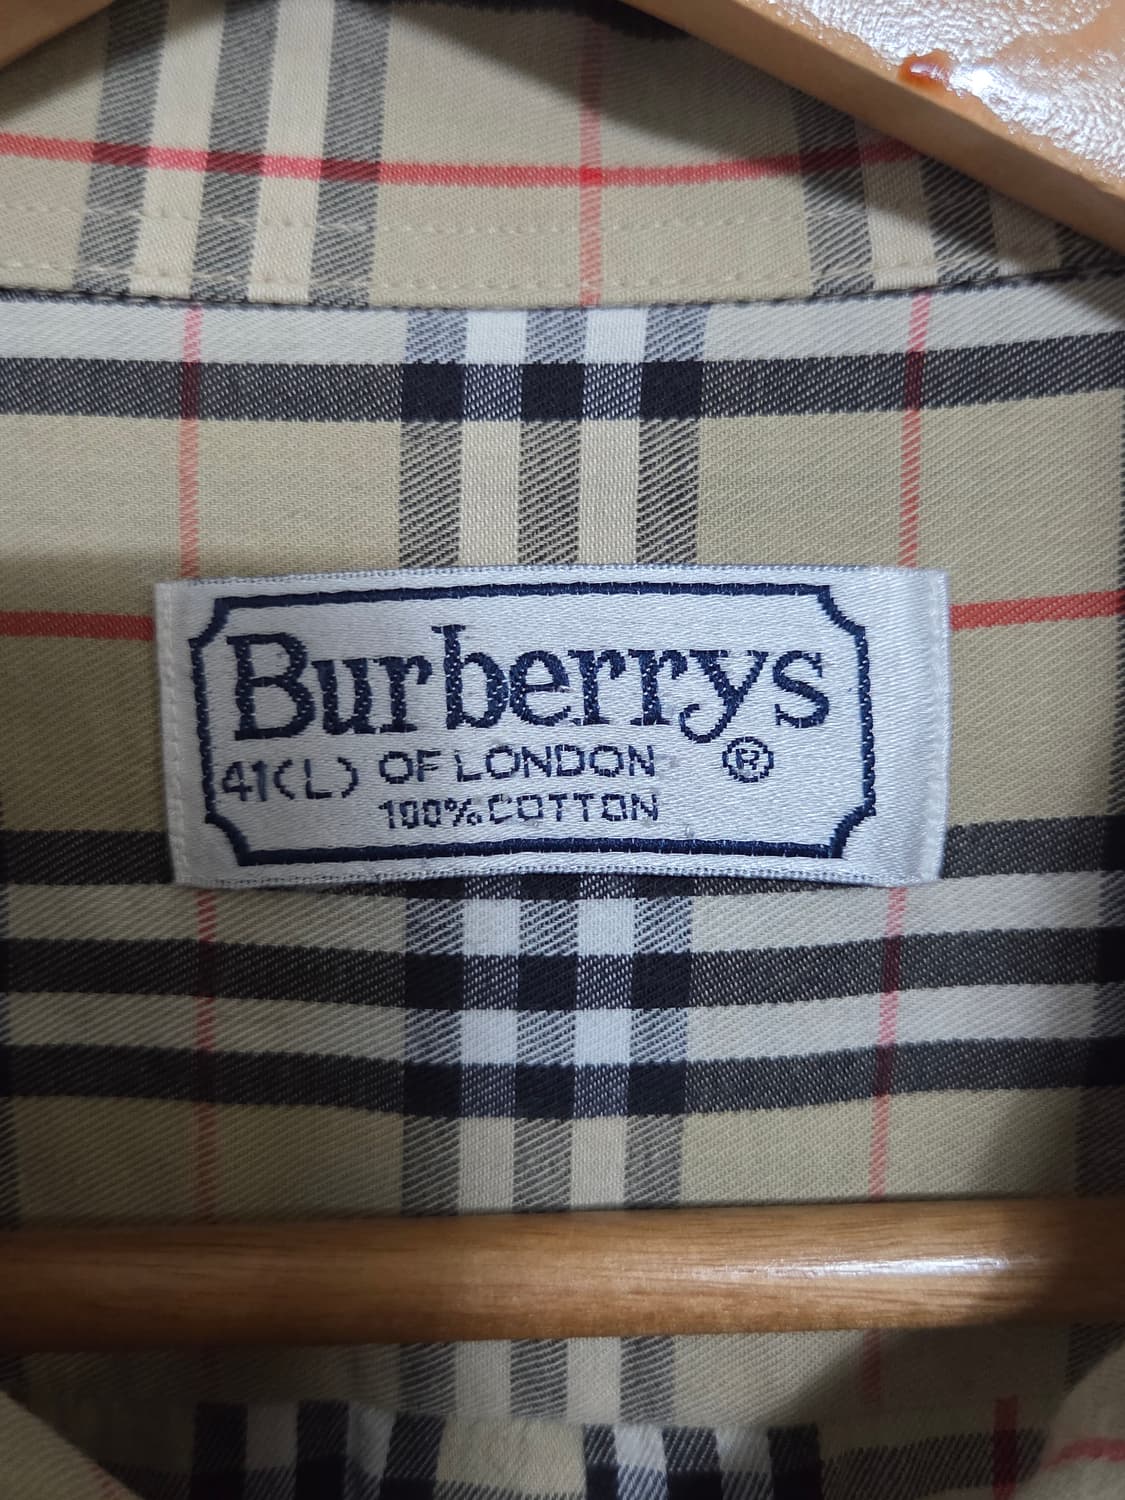 Burberrys
41(L) OF LONDON ®
100% COTTON